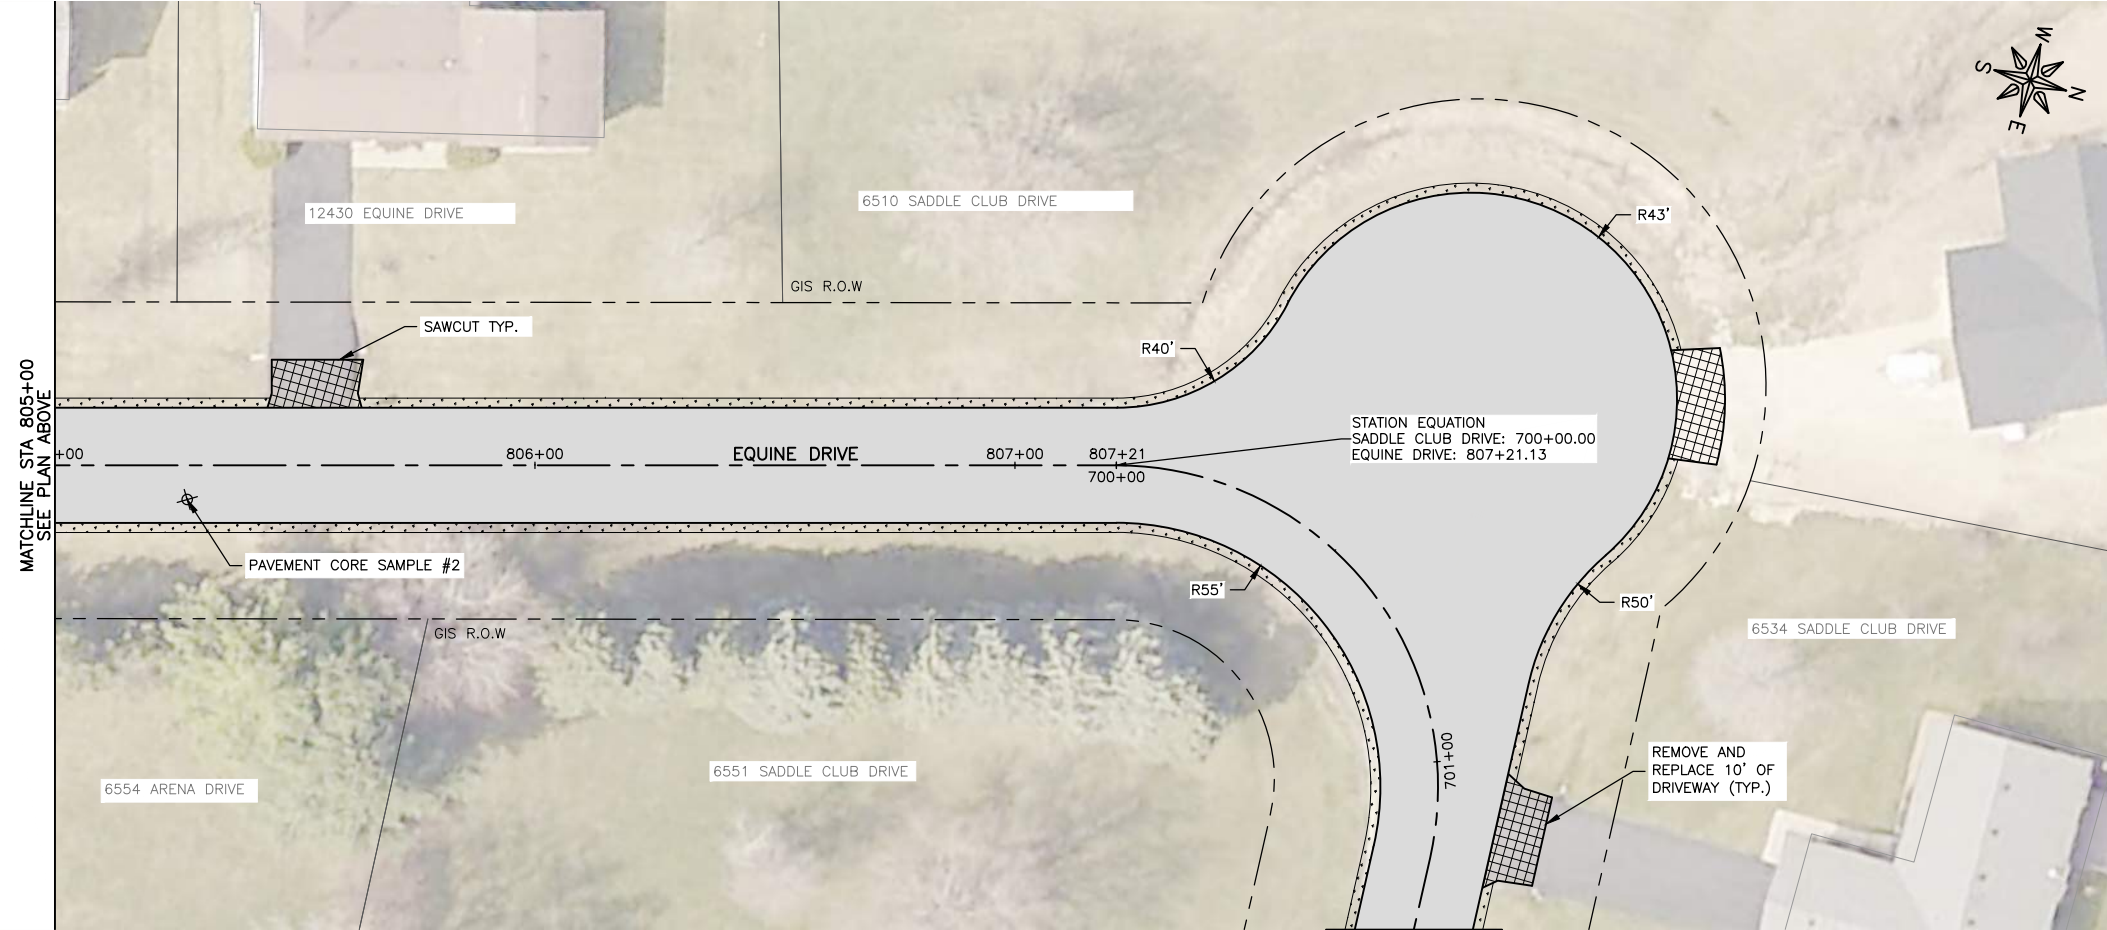 W
S
N
E
12430 EQUINE DRIVE
6510 SADDLE CLUB DRIVE
R43'
GIS R.O.W
SAWCUT TYP.
R40'
MATCHLINE STA 805+00
SEE PLAN ABOVE
+00
806+00
EQUINE DRIVE
807+00
807+21
700+00
STATION EQUATION
SADDLE CLUB DRIVE: 700+00.00
EQUINE DRIVE: 807+21.13
PAVEMENT CORE SAMPLE #2
R55'
R50'
GIS R.O.W
6534 SADDLE CLUB DRIVE
701+00
6554 ARENA DRIVE
6551 SADDLE CLUB DRIVE
REMOVE AND
REPLACE 10' OF
DRIVEWAY (TYP.)